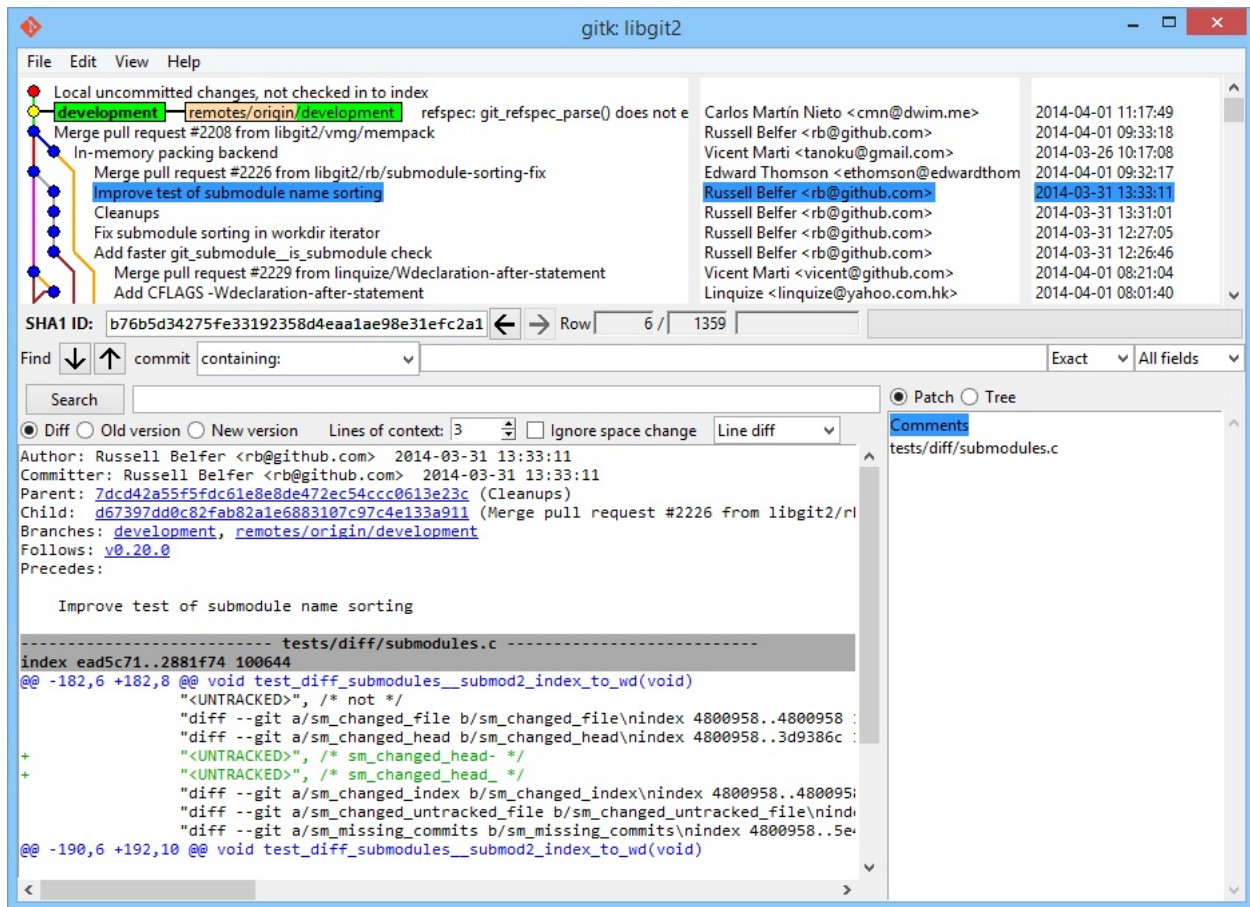 gitk: libgit2
File Edit View Help
Local uncommitted changes, not checked in to index
development remotes/origin/development refspec: git_refspec_parse() does not e Carlos Martín Nieto <cmn@dwim.me> 2014-04-01 11:17:49
Merge pull request #2208 from libgit2/vmg/mempack Russell Belfer <rb@github.com> 2014-04-01 09:33:18
In-memory packing backend Vicent Marti <tanoku@gmail.com> 2014-03-26 10:17:08
Merge pull request #2226 from libgit2/rb/submodule-sorting-fix Edward Thomson <ethomson@edwardthom 2014-04-01 09:32:17
Improve test of submodule name sorting Russell Belfer <rb@github.com> 2014-03-31 13:33:11
Cleanups Russell Belfer <rb@github.com> 2014-03-31 13:31:01
Fix submodule sorting in workdir iterator Russell Belfer <rb@github.com> 2014-03-31 12:27:05
Add faster git_submodule__is_submodule check Russell Belfer <rb@github.com> 2014-03-31 12:26:46
Merge pull request #2229 from linquize/Wdeclaration-after-statement Vicent Marti <vicent@github.com> 2014-04-01 08:21:04
Add CFLAGS -Wdeclaration-after-statement Linquize <linquize@yahoo.com.hk> 2014-04-01 08:01:40
SHA1 ID: b76b5d34275fe33192358d4eaa1ae98e31efc2a1 Row 6 / 1359
Find commit containing: Exact All fields
Search Patch Tree
Diff Old version New version Lines of context: 3 Ignore space change Line diff
Comments
tests/diff/submodules.c
Author: Russell Belfer <rb@github.com> 2014-03-31 13:33:11
Committer: Russell Belfer <rb@github.com> 2014-03-31 13:33:11
Parent: 7dcd42a55f5fdc61e8e8de472ec54ccc0613e23c (Cleanups)
Child: d67397dd0c82fab82a1e6883107c97c4e133a911 (Merge pull request #2226 from libgit2/r
Branches: development, remotes/origin/development
Follows: v0.20.0
Precedes:
Improve test of submodule name sorting
--------------------------- tests/diff/submodules.c ---------------------------
index ead5c71..2881f74 100644
@@ -182,6 +182,8 @@ void test_diff_submodules__submod2_index_to_wd(void)
"<UNTRACKED>", /* not */
"diff --git a/sm_changed_file b/sm_changed_file\nindex 4800958..4800958
"diff --git a/sm_changed_head b/sm_changed_head\nindex 4800958..3d9386c
+ "<UNTRACKED>", /* sm_changed_head- */
+ "<UNTRACKED>", /* sm_changed_head_ */
"diff --git a/sm_changed_index b/sm_changed_index\nindex 4800958..480095
"diff --git a/sm_changed_untracked_file b/sm_changed_untracked_file\nind
"diff --git a/sm_missing_commits b/sm_missing_commits\nindex 4800958..5e
@@ -190,6 +192,10 @@ void test_diff_submodules__submod2_index_to_wd(void)